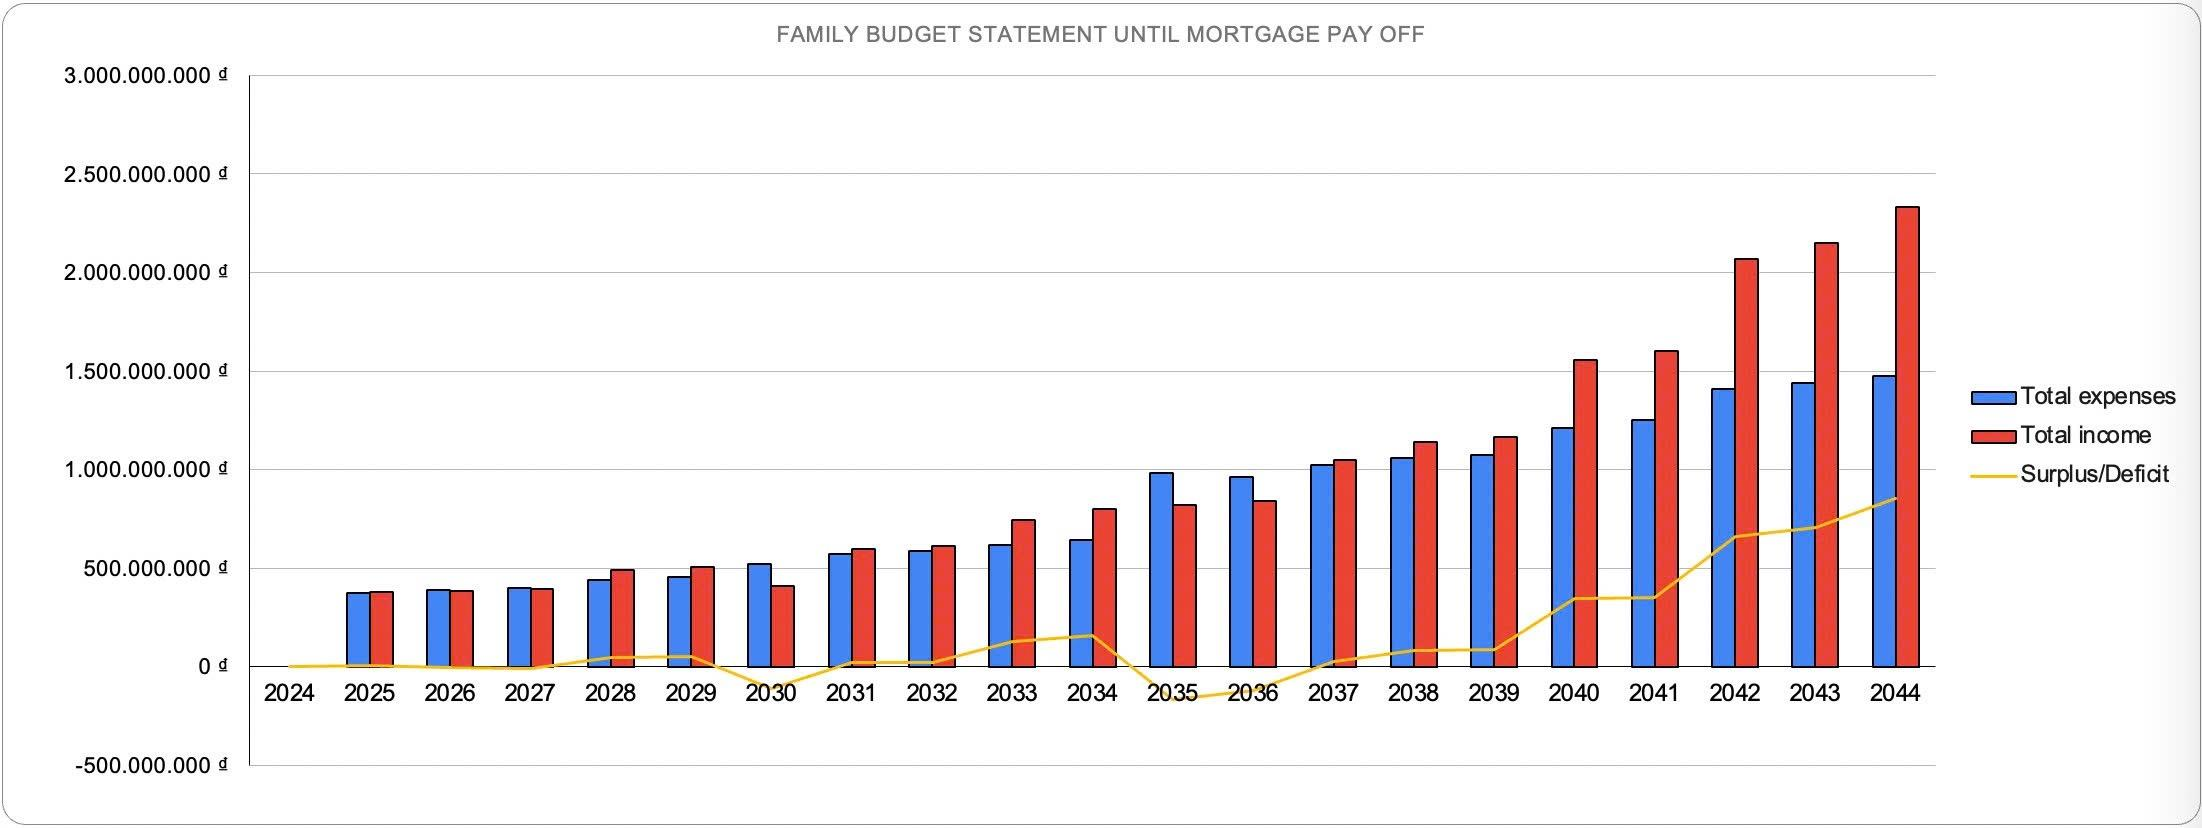 FAMILY BUDGET STATEMENT UNTIL MORTGAGE PAY OFF
3.000.000.000 ₫
2.500.000.000 ₫
2.000.000.000 ₫
1.500.000.000 ₫
1.000.000.000 ₫
500.000.000 ₫
0 ₫
-500.000.000 ₫
2024 2025 2026 2027 2028 2029 2030 2031 2032 2033 2034 2035 2036 2037 2038 2039 2040 2041 2042 2043 2044
Total expenses
Total income
Surplus/Deficit